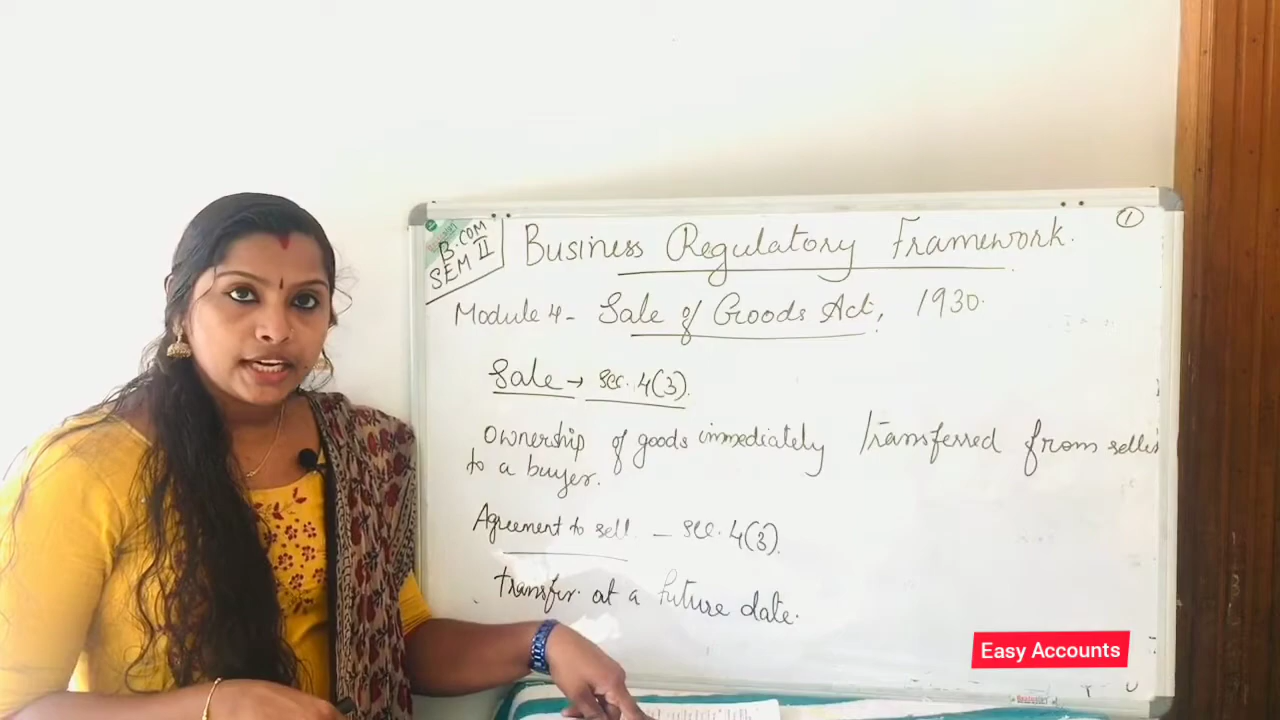 B.COM
SEM II
Business Regulatory Framework.
1
Module 4 - Sale of Goods Act, 1930.
Sale → sec. 4(3).
Ownership of goods immediately transferred from seller
to a buyer.
Agreement to sell. - sec. 4(3).
transfer at a future date.
Easy Accounts